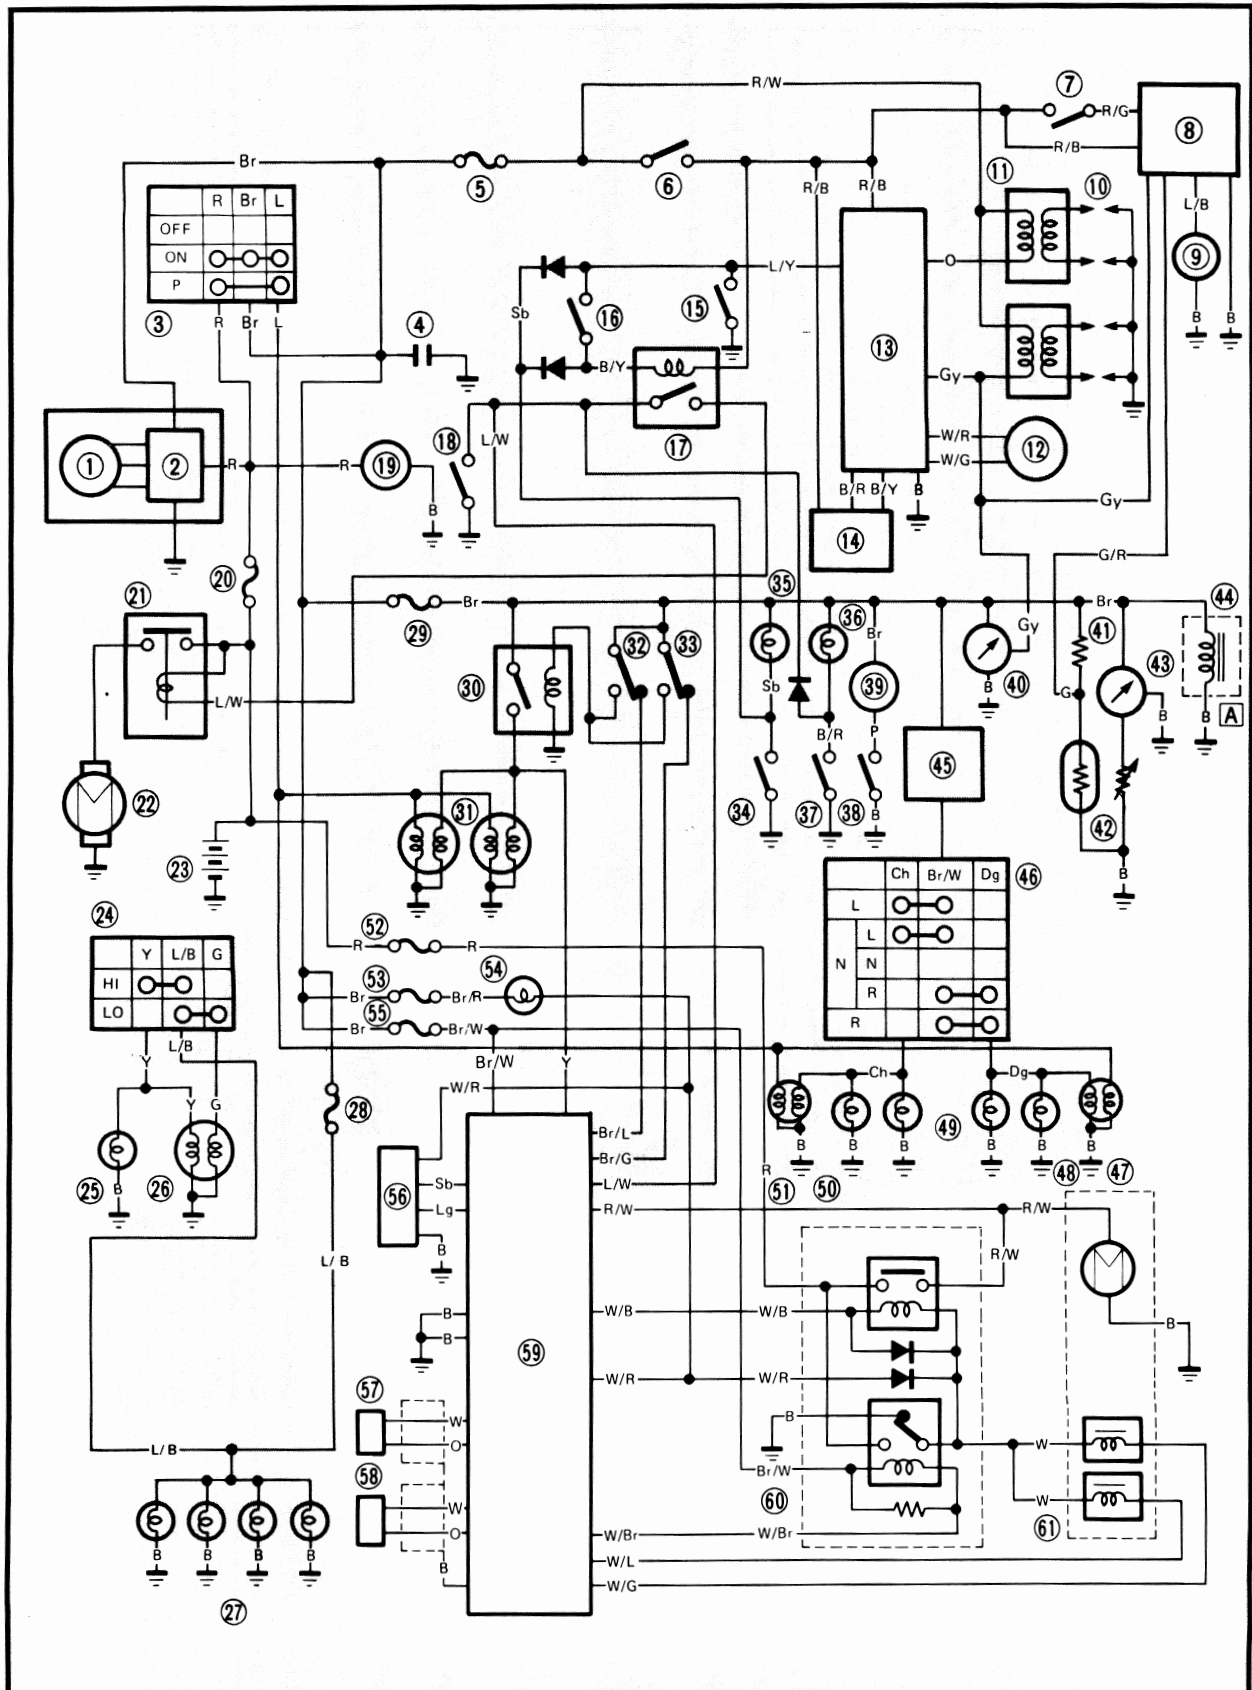 R/W
⑦
R/G
⑧
R/B
Br
⑤
⑥
R/B
R/B
⑪
⑩
L/B
⑨
B
B
R Br L
OFF
ON
P
③
R Br L
④
Sb
⑯
⑮
L/Y
B/Y
⑰
⑬
O
Gy
W/R
W/G
⑫
①
②
R
R
⑲
B
⑱
L/W
B/R B/Y B
⑭
Gy
G/R
⑳
㉑
㉙
Br
㉟
㊱
Br
Gy
Br
㊹
㊶
㉚
㉜
㉝
Sb
㊴
B
㊵
G
㊸
B
B
A
L/W
B/R
P
㉒
㉛
㉞
㊲
㊳
B
㊺
㊷
B
㉓
Ch Br/W Dg
㊻
L
L
N N
R
R
㉔
Y L/B G
HI
LO
Y
L/B
Y G
㉕
B
㉖
52
R
R
53
Br
Br/R
54
55
Br
Br/W
Br/W
Y
W/R
㉘
Ch
Dg
B B B
㊾
B B B
R
51
50
㊽
㊼
Br/L
Br/G
L/W
R/W
R/W
R/W
56
Sb
Lg
B
L/B
B
B
59
W/B
W/B
B
W/R
W/R
57
W
O
B
W
Br/W
60
W
61
58
W
O
B
W/Br
W/Br
W/L
W/G
L/B
B B B B
㉗